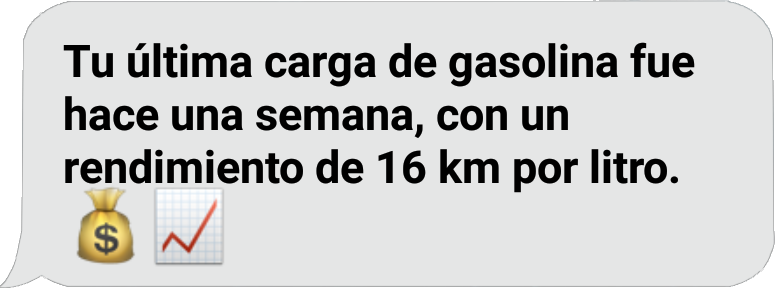 Tu última carga de gasolina fue
hace una semana, con un
rendimiento de 16 km por litro.
💰📈